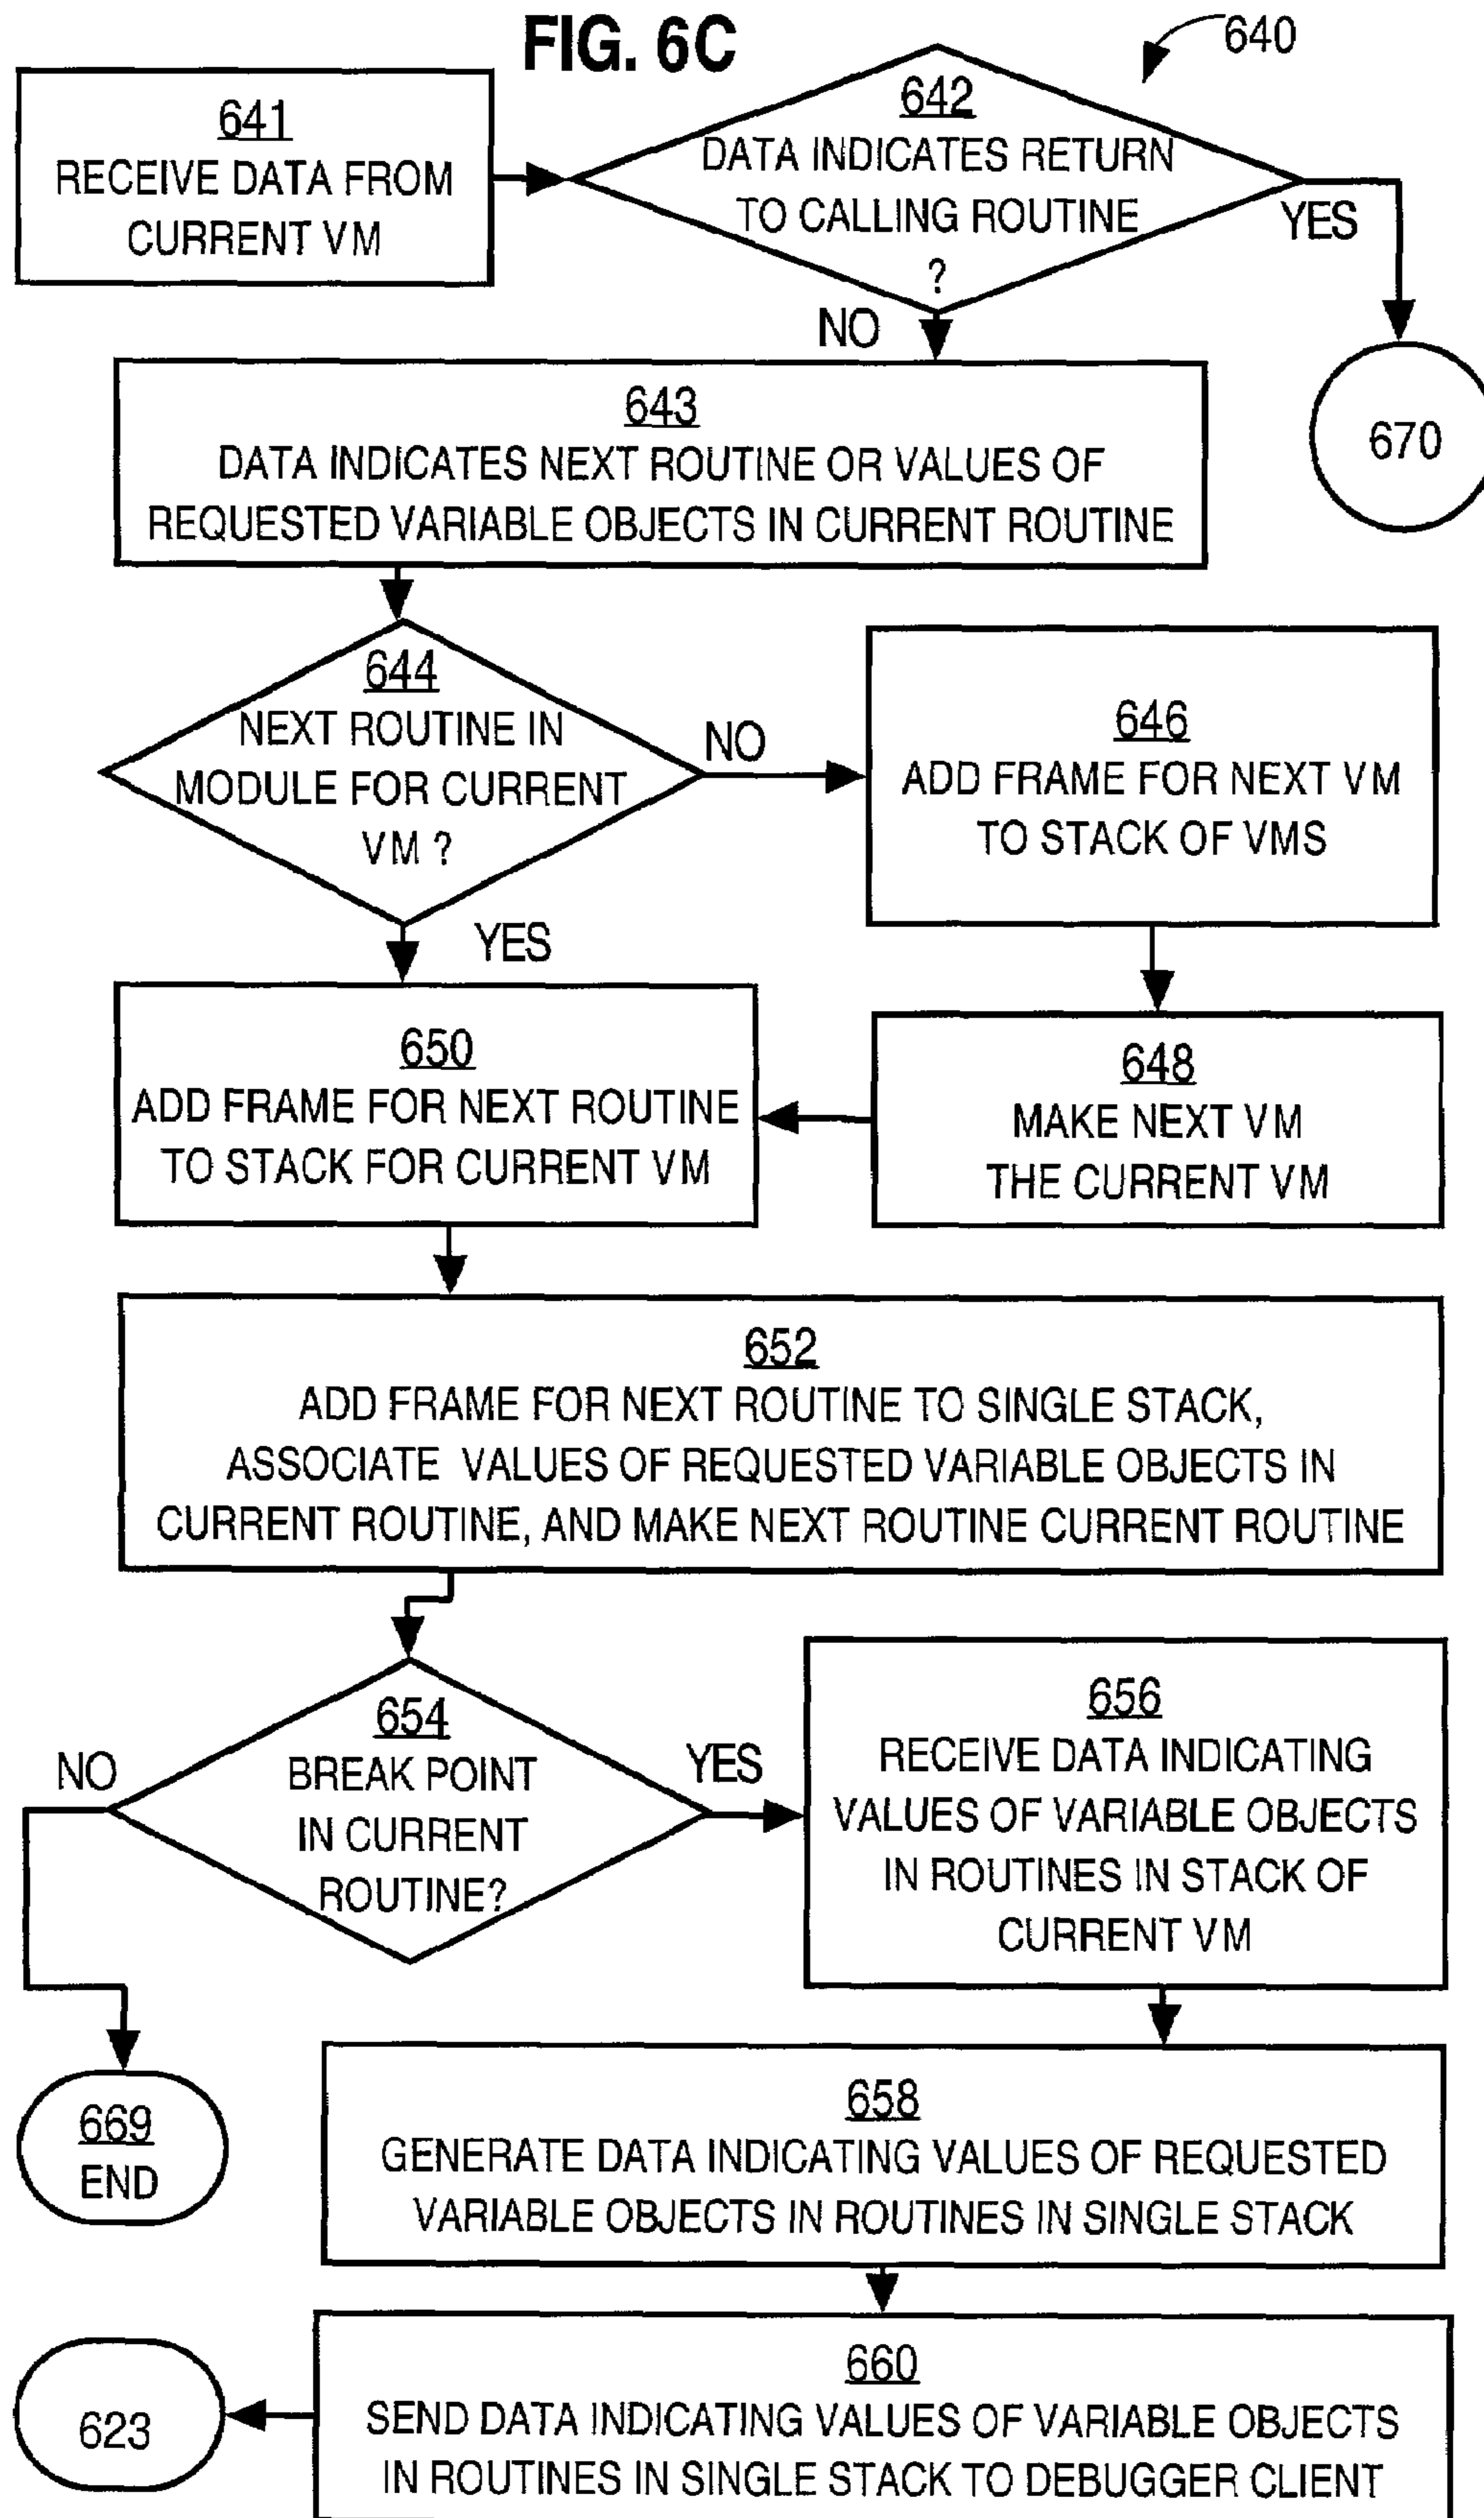 FIG. 6C
640
641
RECEIVE DATA FROM
CURRENT VM
642
DATA INDICATES RETURN
TO CALLING ROUTINE
?
YES
NO
670
643
DATA INDICATES NEXT ROUTINE OR VALUES OF
REQUESTED VARIABLE OBJECTS IN CURRENT ROUTINE
644
NEXT ROUTINE IN
MODULE FOR CURRENT
VM ?
NO
646
ADD FRAME FOR NEXT VM
TO STACK OF VMS
YES
650
ADD FRAME FOR NEXT ROUTINE
TO STACK FOR CURRENT VM
648
MAKE NEXT VM
THE CURRENT VM
652
ADD FRAME FOR NEXT ROUTINE TO SINGLE STACK,
ASSOCIATE VALUES OF REQUESTED VARIABLE OBJECTS IN
CURRENT ROUTINE, AND MAKE NEXT ROUTINE CURRENT ROUTINE
654
BREAK POINT
IN CURRENT
ROUTINE?
NO
YES
656
RECEIVE DATA INDICATING
VALUES OF VARIABLE OBJECTS
IN ROUTINES IN STACK OF
CURRENT VM
669
END
658
GENERATE DATA INDICATING VALUES OF REQUESTED
VARIABLE OBJECTS IN ROUTINES IN SINGLE STACK
660
SEND DATA INDICATING VALUES OF VARIABLE OBJECTS
IN ROUTINES IN SINGLE STACK TO DEBUGGER CLIENT
623